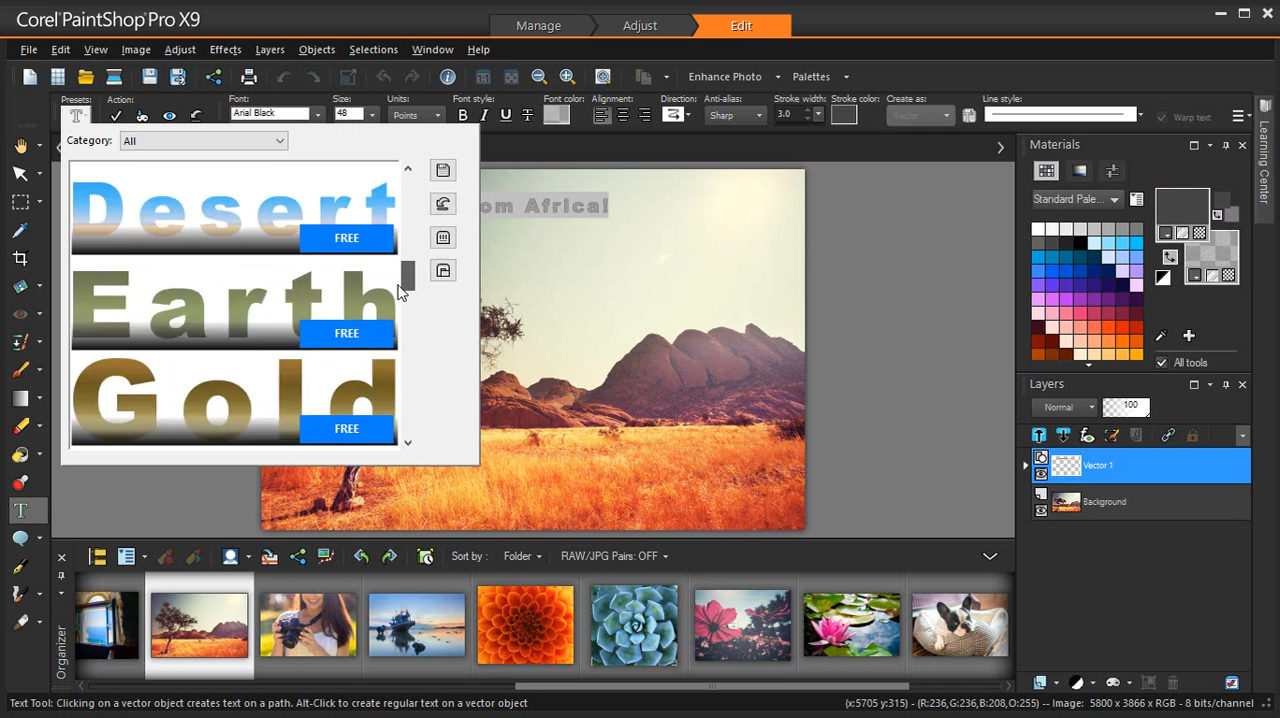 Corel® PaintShop® Pro X9
Manage Adjust Edit
File Edit View Image Adjust Effects Layers Objects Selections Window Help
Enhance Photo Palettes
Presets: Action: Font: Size: Units: Font style: Font color: Alignment: Direction: Anti-alias: Stroke width: Stroke color: Create as: Line style:
Arial Black 48 Points Sharp 3.0 Vector Warp text
Category: All
Desert
FREE
Earth
FREE
Gold
FREE
om Africa!
Materials
Standard Pale...
All tools
Layers
Normal 100
Vector 1
Background
Learning Center
Sort by : Folder RAW/JPG Pairs: OFF
Organizer
Text Tool: Clicking on a vector object creates text on a path. Alt-Click to create regular text on a vector object
(x:5705 y:315) -- (R:236,G:236,B:208,O:255) -- Image: 5800 x 3866 x RGB - 8 bits/channel